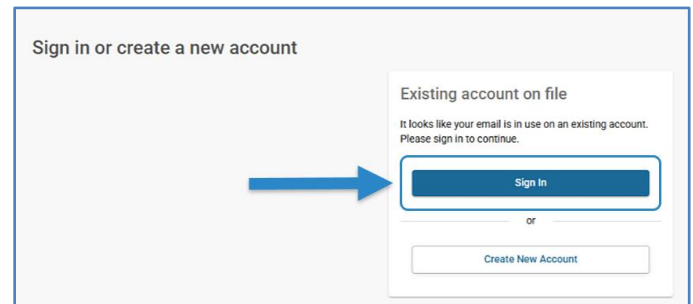 Sign in or create a new account
Existing account on file
It looks like your email is in use on an existing account.
Please sign in to continue.
Sign In
or
Create New Account